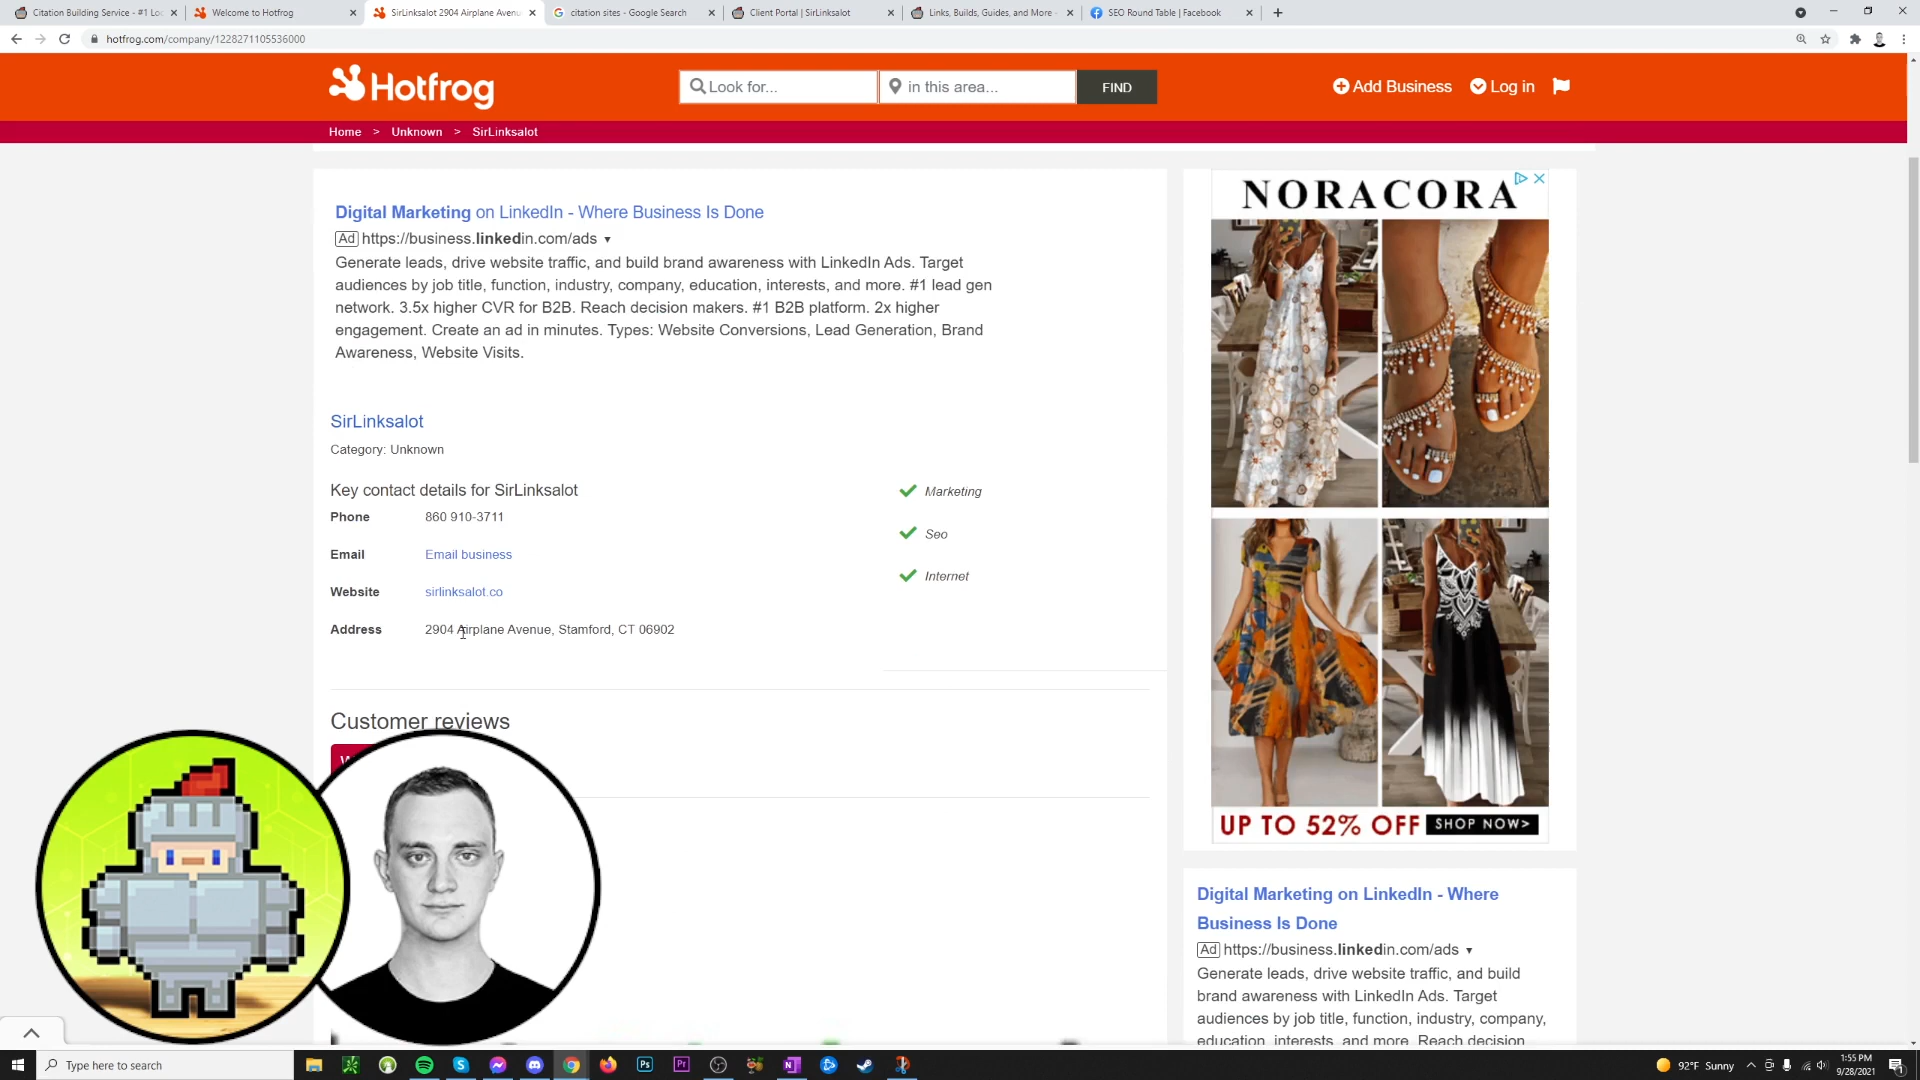 Citation Building Service - #1 Loc
Welcome to Hotfrog
SirLinksalot 2904 Airplane Avenu
citation sites - Google Search
Client Portal | SirLinksalot
Links, Builds, Guides, and More -
SEO Round Table | Facebook
hotfrog.com/company/1228271105536000
Hotfrog
Look for...
in this area...
FIND
Add Business
Log in
Home > Unknown > SirLinksalot
Digital Marketing on LinkedIn - Where Business Is Done
Ad https://business.linkedin.com/ads
Generate leads, drive website traffic, and build brand awareness with LinkedIn Ads. Target
audiences by job title, function, industry, company, education, interests, and more. #1 lead gen
network. 3.5x higher CVR for B2B. Reach decision makers. #1 B2B platform. 2x higher
engagement. Create an ad in minutes. Types: Website Conversions, Lead Generation, Brand
Awareness, Website Visits.
SirLinksalot
Category: Unknown
Key contact details for SirLinksalot
Phone 860 910-3711
Email Email business
Website sirlinksalot.co
Address 2904 Airplane Avenue, Stamford, CT 06902
Marketing
Seo
Internet
Customer reviews
NORACORA
UP TO 52% OFF SHOP NOW>
Digital Marketing on LinkedIn - Where
Business Is Done
Ad https://business.linkedin.com/ads
Generate leads, drive website traffic, and build
brand awareness with LinkedIn Ads. Target
audiences by job title, function, industry, company,
education, interests, and more. Reach decision
Type here to search
92°F Sunny
1:55 PM
9/28/2021